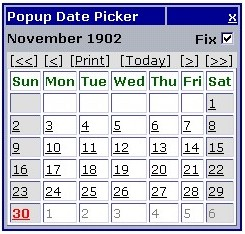 Popup Date Picker x
November 1902 Fix
[<<] [<] [Print] [Today] [>] [>>]
Sun Mon Tue Wed Thu Fri Sat
1
2 3 4 5 6 7 8
9 10 11 12 13 14 15
16 17 18 19 20 21 22
23 24 25 26 27 28 29
30 1 2 3 4 5 6